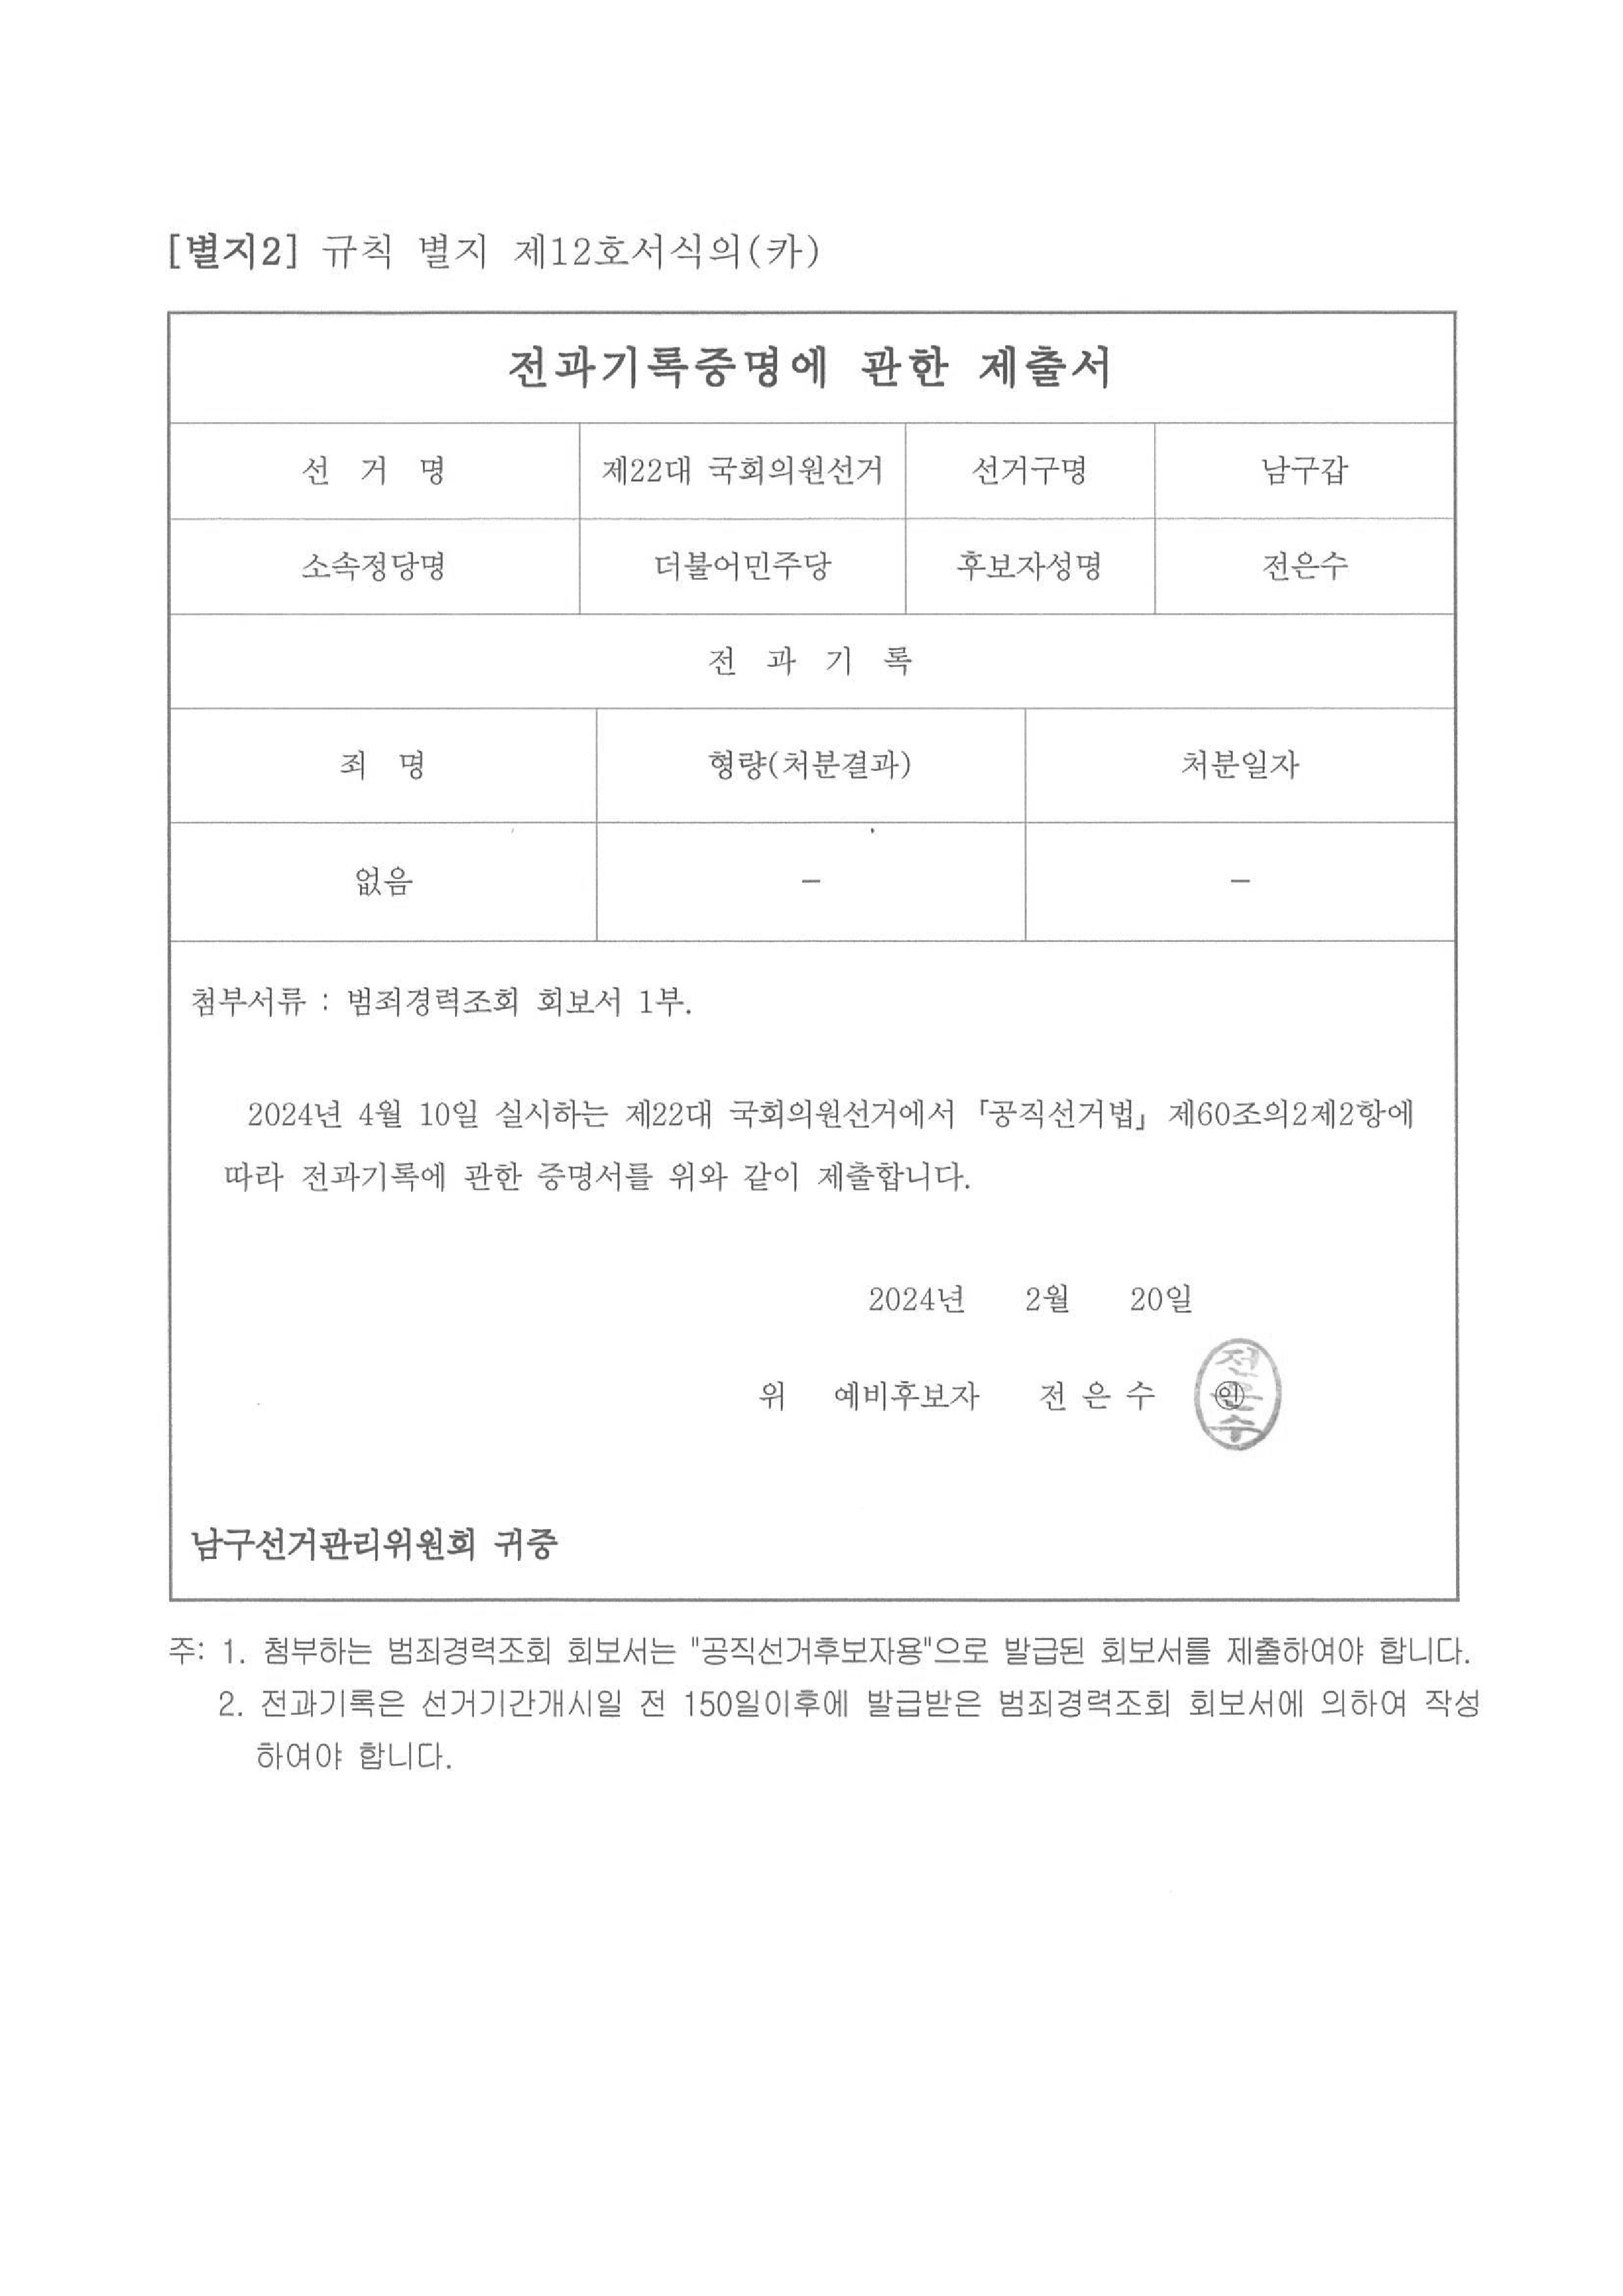 [별지2] 규칙 별지 제12호서식의(카)
전과기록증명에 관한 제출서
선 거 명 제22대 국회의원선거 선거구명 남구갑
소속정당명 더불어민주당 후보자성명 전은수
전 과 기 록
죄 명 형량(처분결과) 처분일자
없음 - -
첨부서류 : 범죄경력조회 회보서 1부.
2024년 4월 10일 실시하는 제22대 국회의원선거에서 「공직선거법」 제60조의2제2항에
따라 전과기록에 관한 증명서를 위와 같이 제출합니다.
2024년 2월 20일
위 예비후보자 전 은 수 ㊞
전은수
남구선거관리위원회 귀중
주: 1. 첨부하는 범죄경력조회 회보서는 "공직선거후보자용"으로 발급된 회보서를 제출하여야 합니다.
2. 전과기록은 선거기간개시일 전 150일이후에 발급받은 범죄경력조회 회보서에 의하여 작성
하여야 합니다.